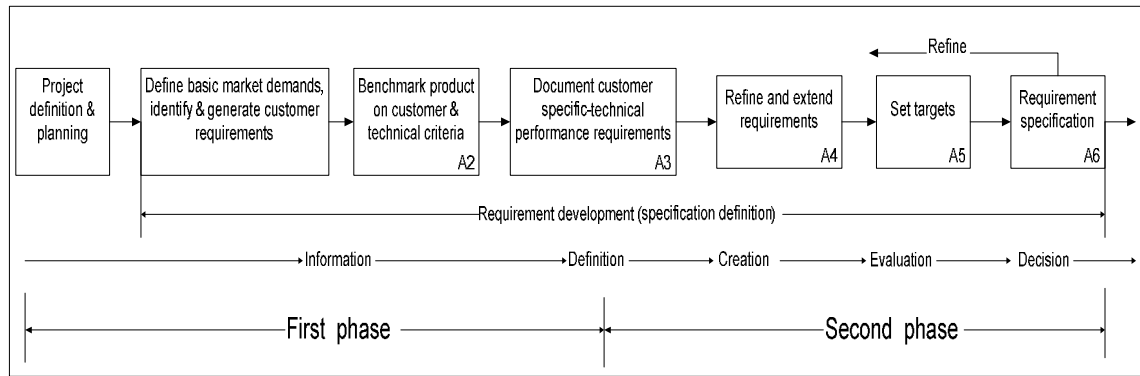 Refine
Project
definition &
planning
Define basic market demands,
identify & generate customer
requirements
Benchmark product
on customer &
technical criteria
A2
Document customer
specific-technical
performance requirements
A3
Refine and extend
requirements
A4
Set targets
A5
Requirement
specification
A6
Requirement development (specification definition)
Information
Definition
Creation
Evaluation
Decision
First phase
Second phase